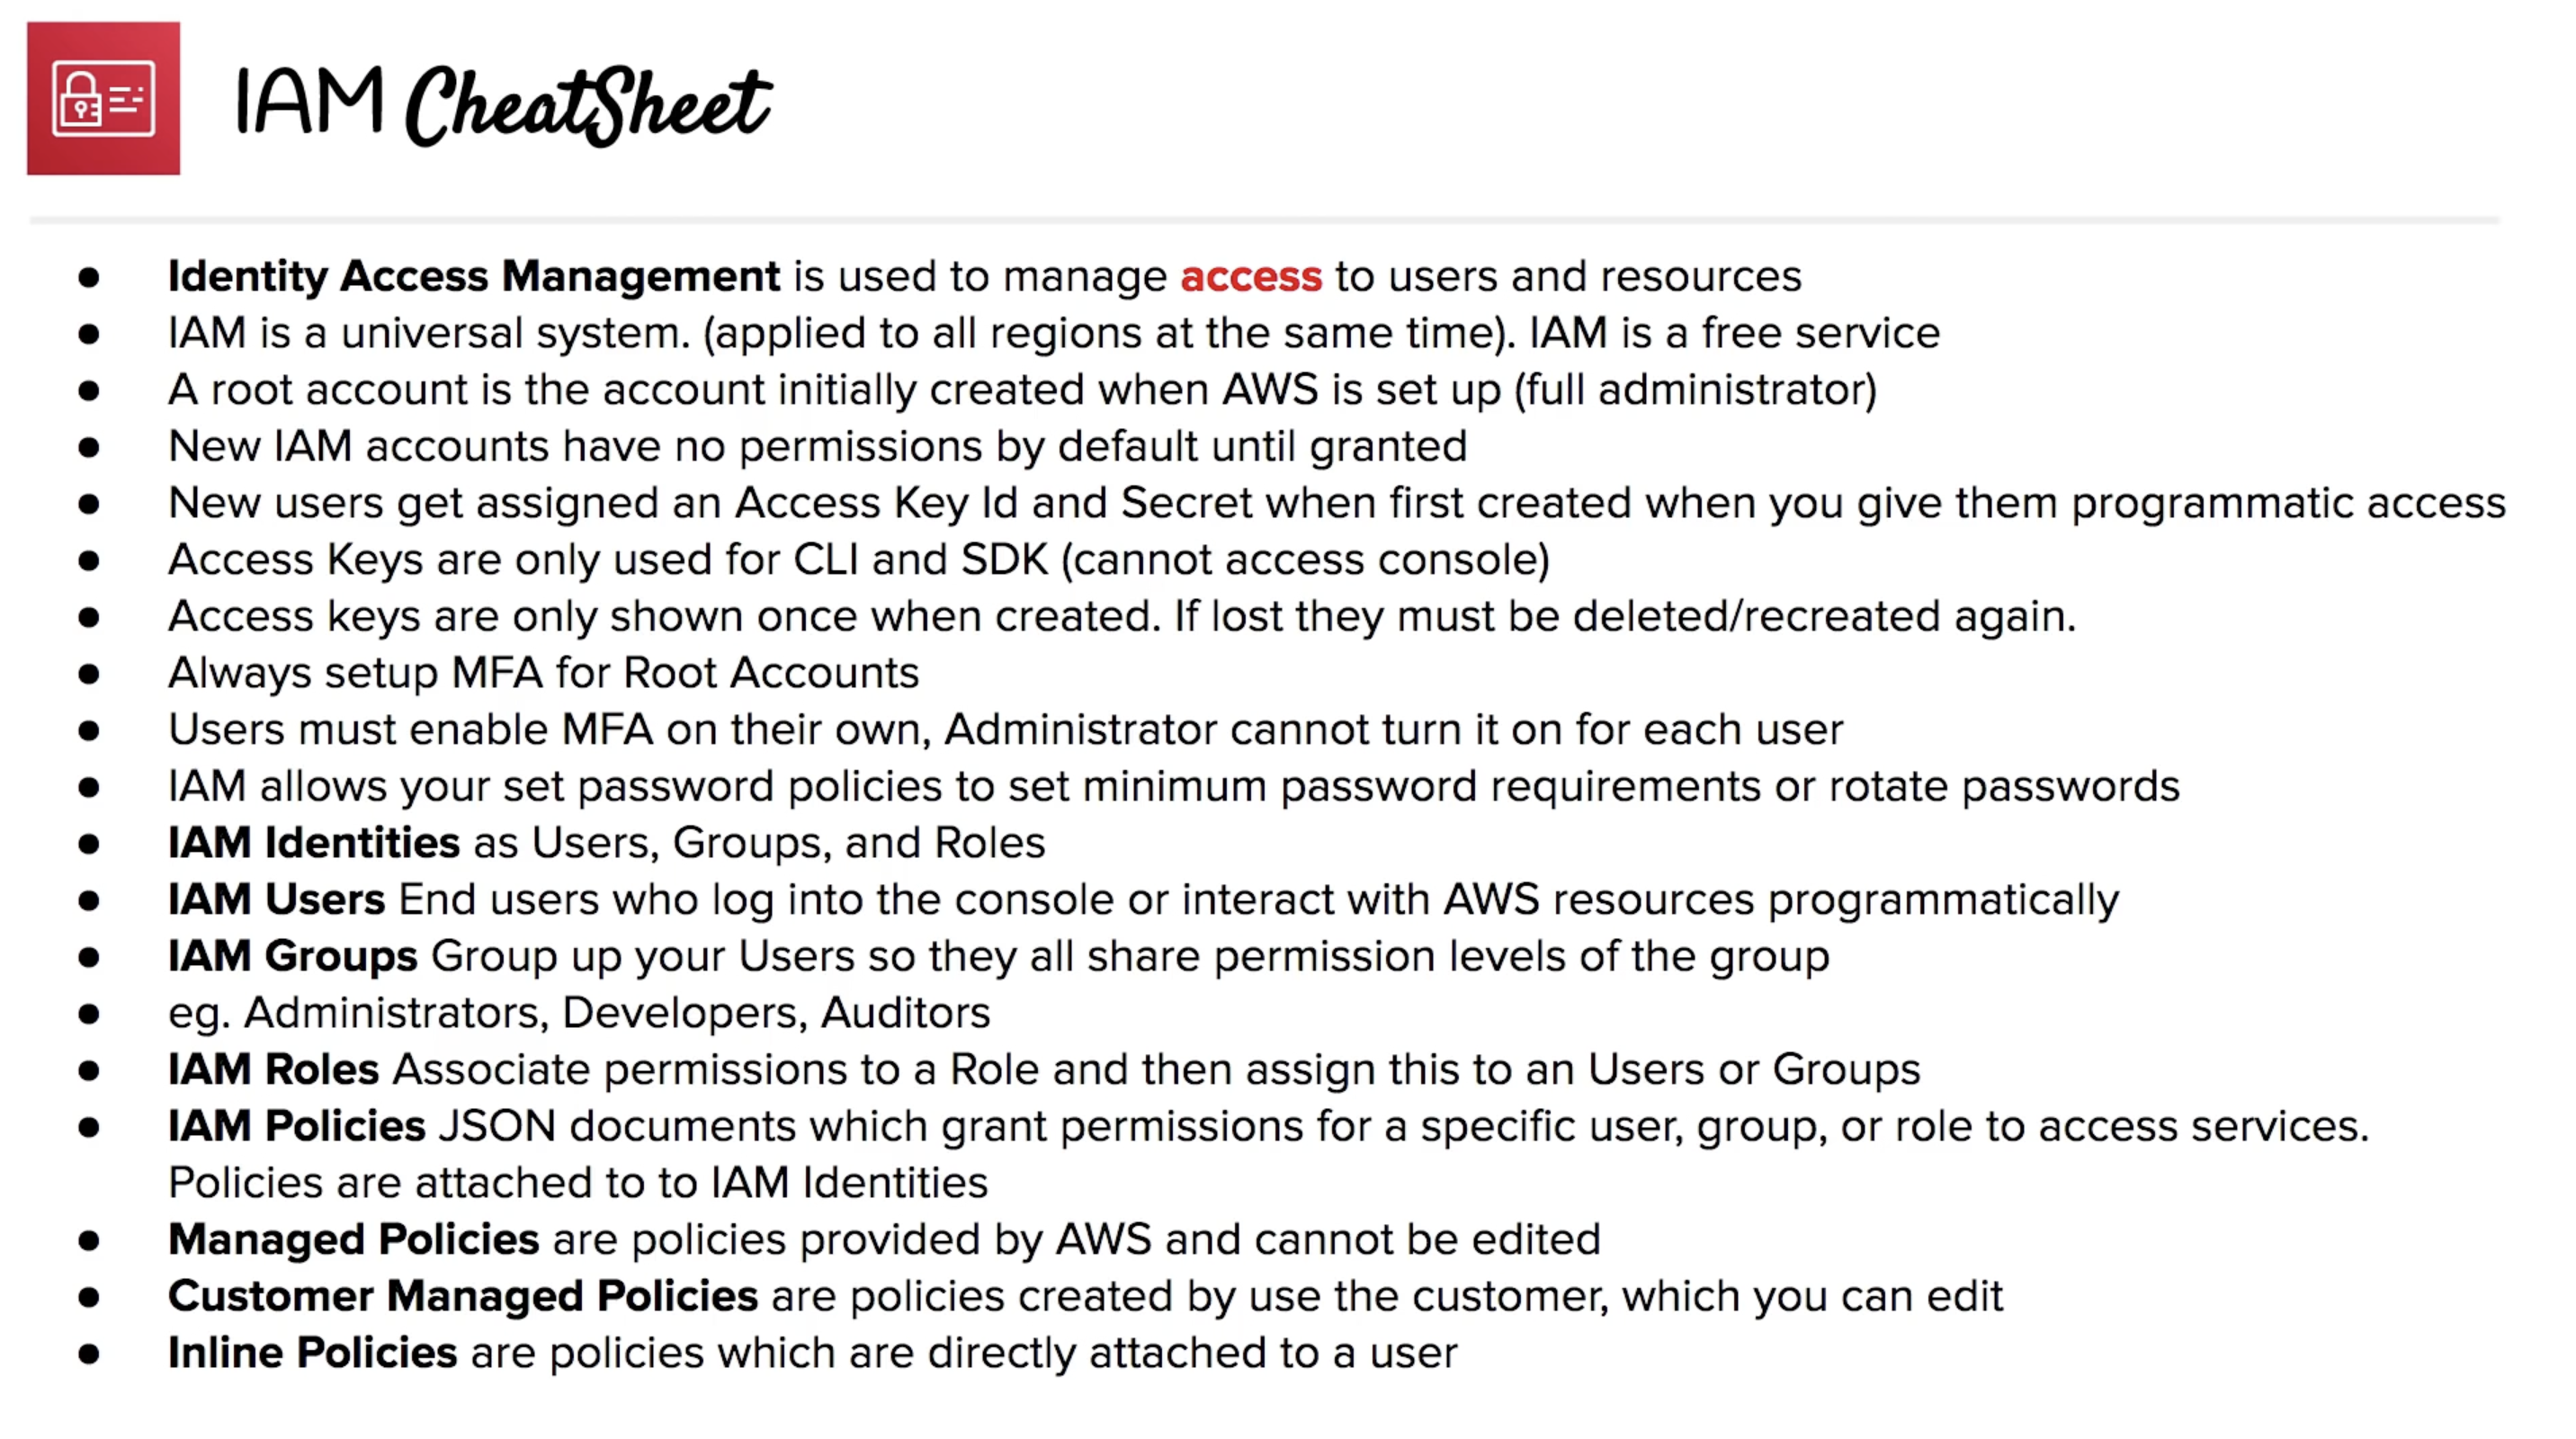 IAM CheatSheet
● Identity Access Management is used to manage access to users and resources
● IAM is a universal system. (applied to all regions at the same time). IAM is a free service
● A root account is the account initially created when AWS is set up (full administrator)
● New IAM accounts have no permissions by default until granted
● New users get assigned an Access Key Id and Secret when first created when you give them programmatic access
● Access Keys are only used for CLI and SDK (cannot access console)
● Access keys are only shown once when created. If lost they must be deleted/recreated again.
● Always setup MFA for Root Accounts
● Users must enable MFA on their own, Administrator cannot turn it on for each user
● IAM allows your set password policies to set minimum password requirements or rotate passwords
● IAM Identities as Users, Groups, and Roles
● IAM Users End users who log into the console or interact with AWS resources programmatically
● IAM Groups Group up your Users so they all share permission levels of the group
● eg. Administrators, Developers, Auditors
● IAM Roles Associate permissions to a Role and then assign this to an Users or Groups
● IAM Policies JSON documents which grant permissions for a specific user, group, or role to access services.
Policies are attached to to IAM Identities
● Managed Policies are policies provided by AWS and cannot be edited
● Customer Managed Policies are policies created by use the customer, which you can edit
● Inline Policies are policies which are directly attached to a user